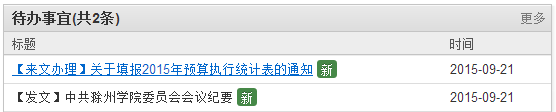 待办事宜(共2条) 更多
标题 时间
【来文办理】关于填报2015年预算执行统计表的通知 新 2015-09-21
【发文】中共滁州学院委员会会议纪要 新 2015-09-21